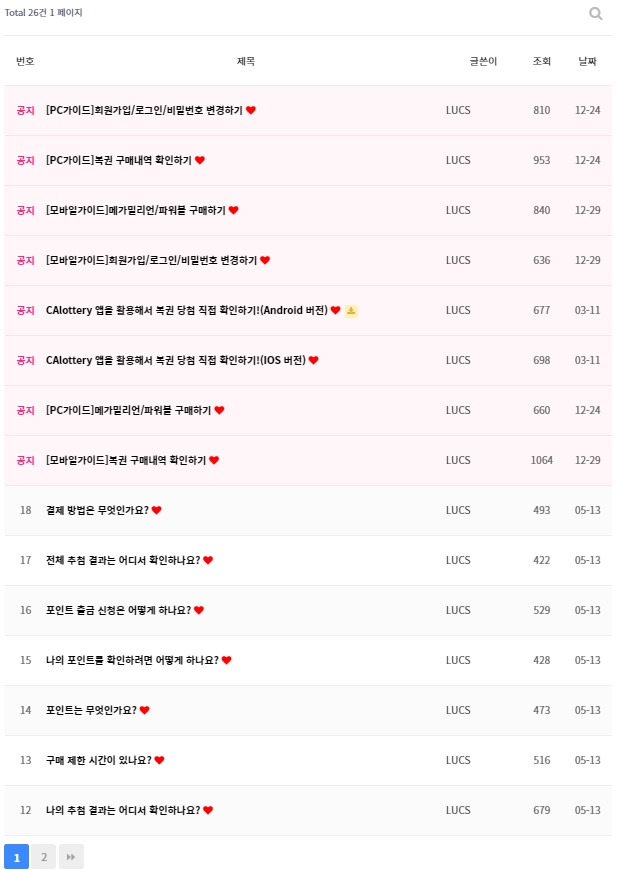 Total 26건 1 페이지
번호 제목 글쓴이 조회 날짜
공지 [PC가이드]회원가입/로그인/비밀번호 변경하기 LUCS 810 12-24
공지 [PC가이드]복권 구매내역 확인하기 LUCS 953 12-24
공지 [모바일가이드]메가밀리언/파워볼 구매하기 LUCS 840 12-29
공지 [모바일가이드]회원가입/로그인/비밀번호 변경하기 LUCS 636 12-29
공지 CAlottery 앱을 활용해서 복권 당첨 직접 확인하기!(Android 버전) LUCS 677 03-11
공지 CAlottery 앱을 활용해서 복권 당첨 직접 확인하기!(IOS 버전) LUCS 698 03-11
공지 [PC가이드]메가밀리언/파워볼 구매하기 LUCS 660 12-24
공지 [모바일가이드]복권 구매내역 확인하기 LUCS 1064 12-29
18 결제 방법은 무엇인가요? LUCS 493 05-13
17 전체 추첨 결과는 어디서 확인하나요? LUCS 422 05-13
16 포인트 출금 신청은 어떻게 하나요? LUCS 529 05-13
15 나의 포인트를 확인하려면 어떻게 하나요? LUCS 428 05-13
14 포인트는 무엇인가요? LUCS 473 05-13
13 구매 제한 시간이 있나요? LUCS 516 05-13
12 나의 추첨 결과는 어디서 확인하나요? LUCS 679 05-13
1 2